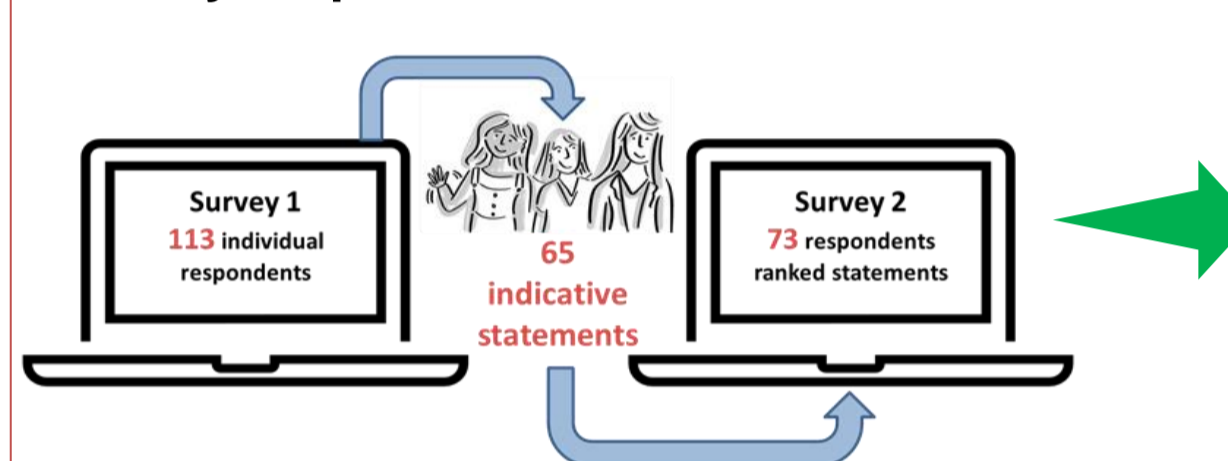 Survey 1
113 individual
respondents
65
indicative
statements
Survey 2
73 respondents
ranked statements